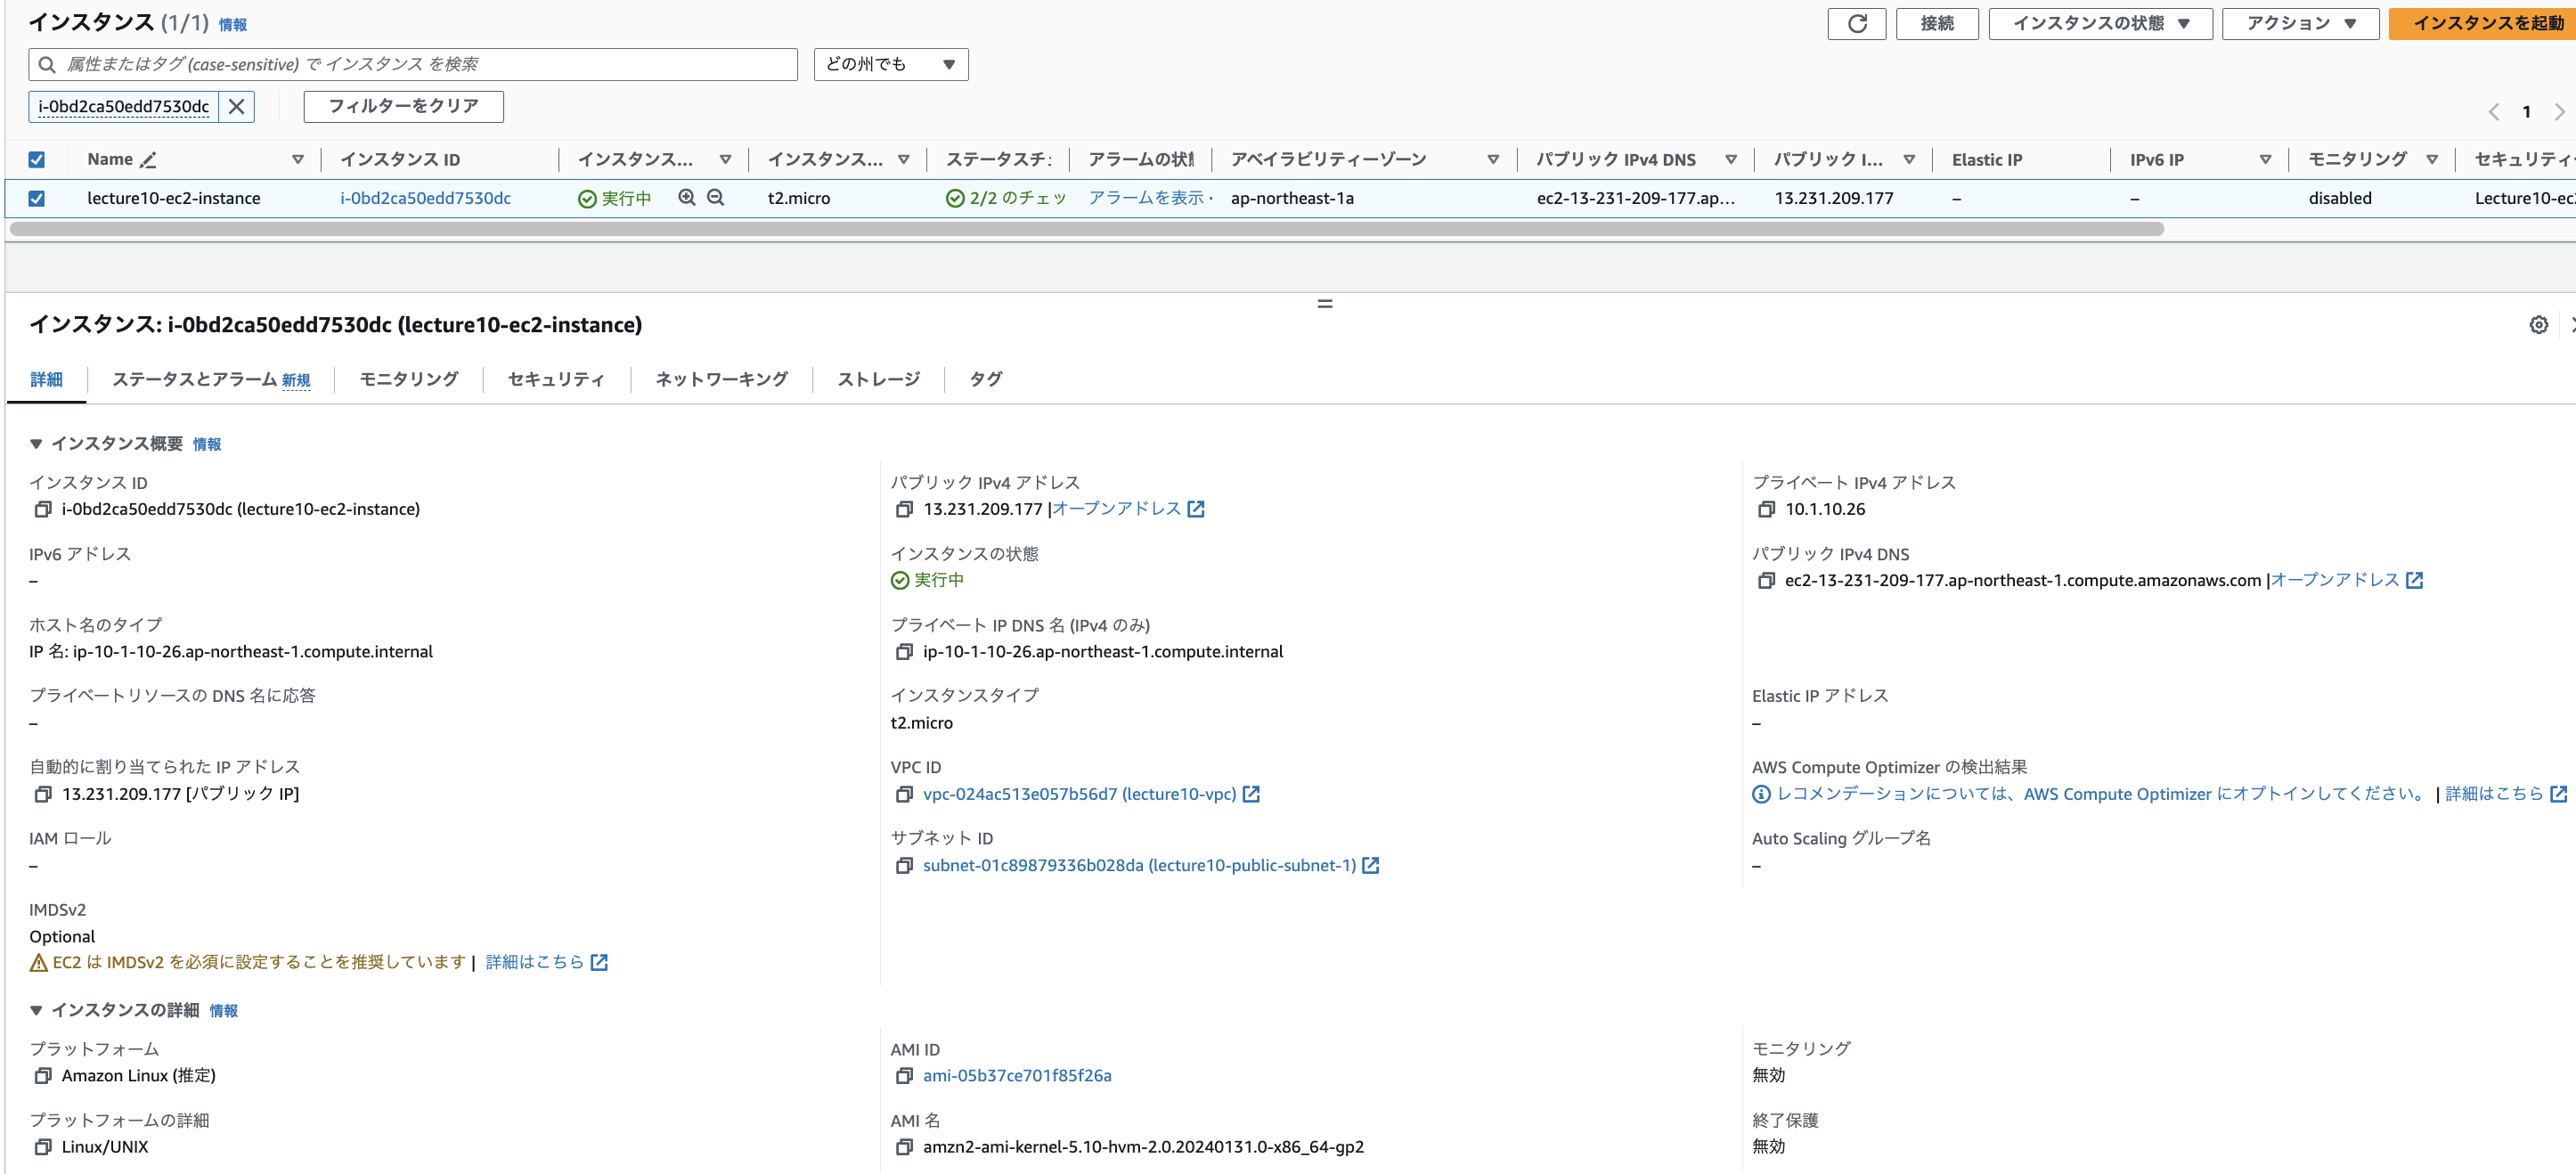 インスタンス (1/1) 情報
接続
インスタンスの状態
アクション
インスタンスを起動
属性またはタグ (case-sensitive) で インスタンス を検索
どの州でも
i-0bd2ca50edd7530dc
フィルターをクリア
1
Name
インスタンス ID
インスタンス...
インスタンス...
ステータスチ
アラームの状
アベイラビリティーゾーン
パブリック IPv4 DNS
パブリック I...
Elastic IP
IPv6 IP
モニタリング
セキュリティ
lecture10-ec2-instance
i-0bd2ca50edd7530dc
実行中
t2.micro
2/2 のチェッ
アラームを表示
ap-northeast-1a
ec2-13-231-209-177.ap...
13.231.209.177
–
–
disabled
Lecture10-ec
インスタンス: i-0bd2ca50edd7530dc (lecture10-ec2-instance)
詳細
ステータスとアラーム 新規
モニタリング
セキュリティ
ネットワーキング
ストレージ
タグ
インスタンス概要 情報
インスタンス ID
i-0bd2ca50edd7530dc (lecture10-ec2-instance)
パブリック IPv4 アドレス
13.231.209.177 |オープンアドレス
プライベート IPv4 アドレス
10.1.10.26
IPv6 アドレス
–
インスタンスの状態
実行中
パブリック IPv4 DNS
ec2-13-231-209-177.ap-northeast-1.compute.amazonaws.com |オープンアドレス
ホスト名のタイプ
IP 名: ip-10-1-10-26.ap-northeast-1.compute.internal
プライベート IP DNS 名 (IPv4 のみ)
ip-10-1-10-26.ap-northeast-1.compute.internal
プライベートリソースの DNS 名に応答
–
インスタンスタイプ
t2.micro
Elastic IP アドレス
–
自動的に割り当てられた IP アドレス
13.231.209.177 [パブリック IP]
VPC ID
vpc-024ac513e057b56d7 (lecture10-vpc)
AWS Compute Optimizer の検出結果
レコメンデーションについては、AWS Compute Optimizer にオプトインしてください。 | 詳細はこちら
IAM ロール
–
サブネット ID
subnet-01c89879336b028da (lecture10-public-subnet-1)
Auto Scaling グループ名
–
IMDSv2
Optional
EC2 は IMDSv2 を必須に設定することを推奨しています | 詳細はこちら
インスタンスの詳細 情報
プラットフォーム
Amazon Linux (推定)
AMI ID
ami-05b37ce701f85f26a
モニタリング
無効
プラットフォームの詳細
Linux/UNIX
AMI 名
amzn2-ami-kernel-5.10-hvm-2.0.20240131.0-x86_64-gp2
終了保護
無効